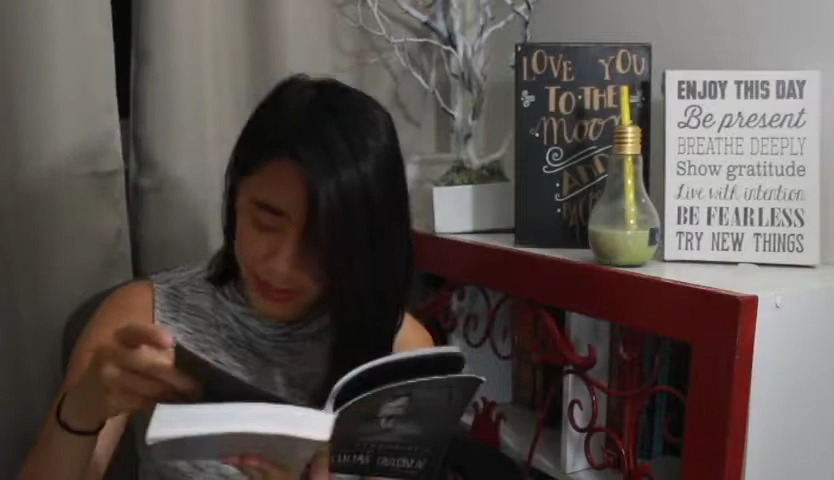 LOVE YOU
TO THE
moon
AND
ENJOY THIS DAY
Be present
BREATHE DEEPLY
Show gratitude
Live with intention
BE FEARLESS
TRY NEW THINGS